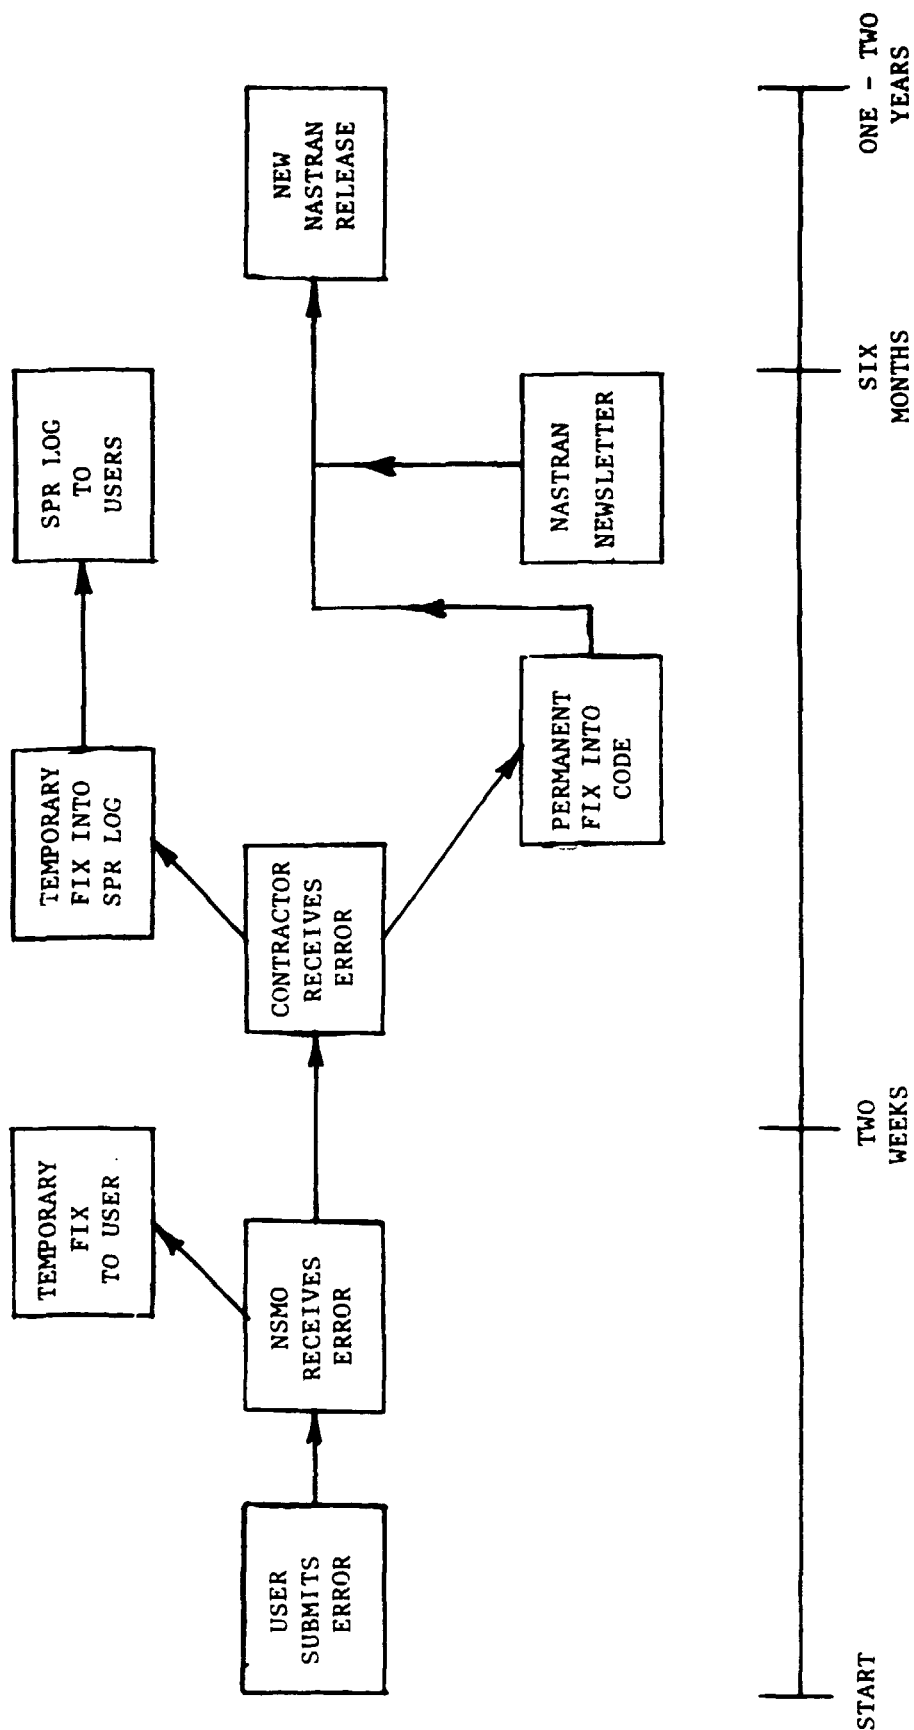 TEMPORARY
FIX
TO USER
TEMPORARY
FIX INTO
SPR LOG
SPR LOG
TO
USERS
USER
SUBMITS
ERROR
NSMO
RECEIVES
ERROR
CONTRACTOR
RECEIVES
ERROR
NEW
NASTRAN
RELEASE
PERMANENT
FIX INTO
CODE
NASTRAN
NEWSLETTER
START
TWO
WEEKS
SIX
MONTHS
ONE - TWO
YEARS